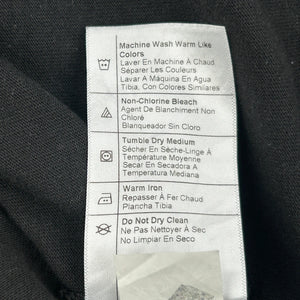 Machine Wash Warm Like
Colors
Laver En Machine À Chaud
Séparer Les Couleurs
Lavar A Máquina En Agua
Tibia, Con Colores Similares
Non-Chlorine Bleach
Agent De Blanchiment Non
Chloré
Blanqueador Sin Cloro
Tumble Dry Medium
Sécher En Sèche-Linge À
Température Moyenne
Secar En Secadora A
Temperatura Mediana
Warm Iron
Repasser À Fer Chaud
Plancha Tibia
Do Not Dry Clean
Ne Pas Nettoyer À Sec
No Limpiar En Seco